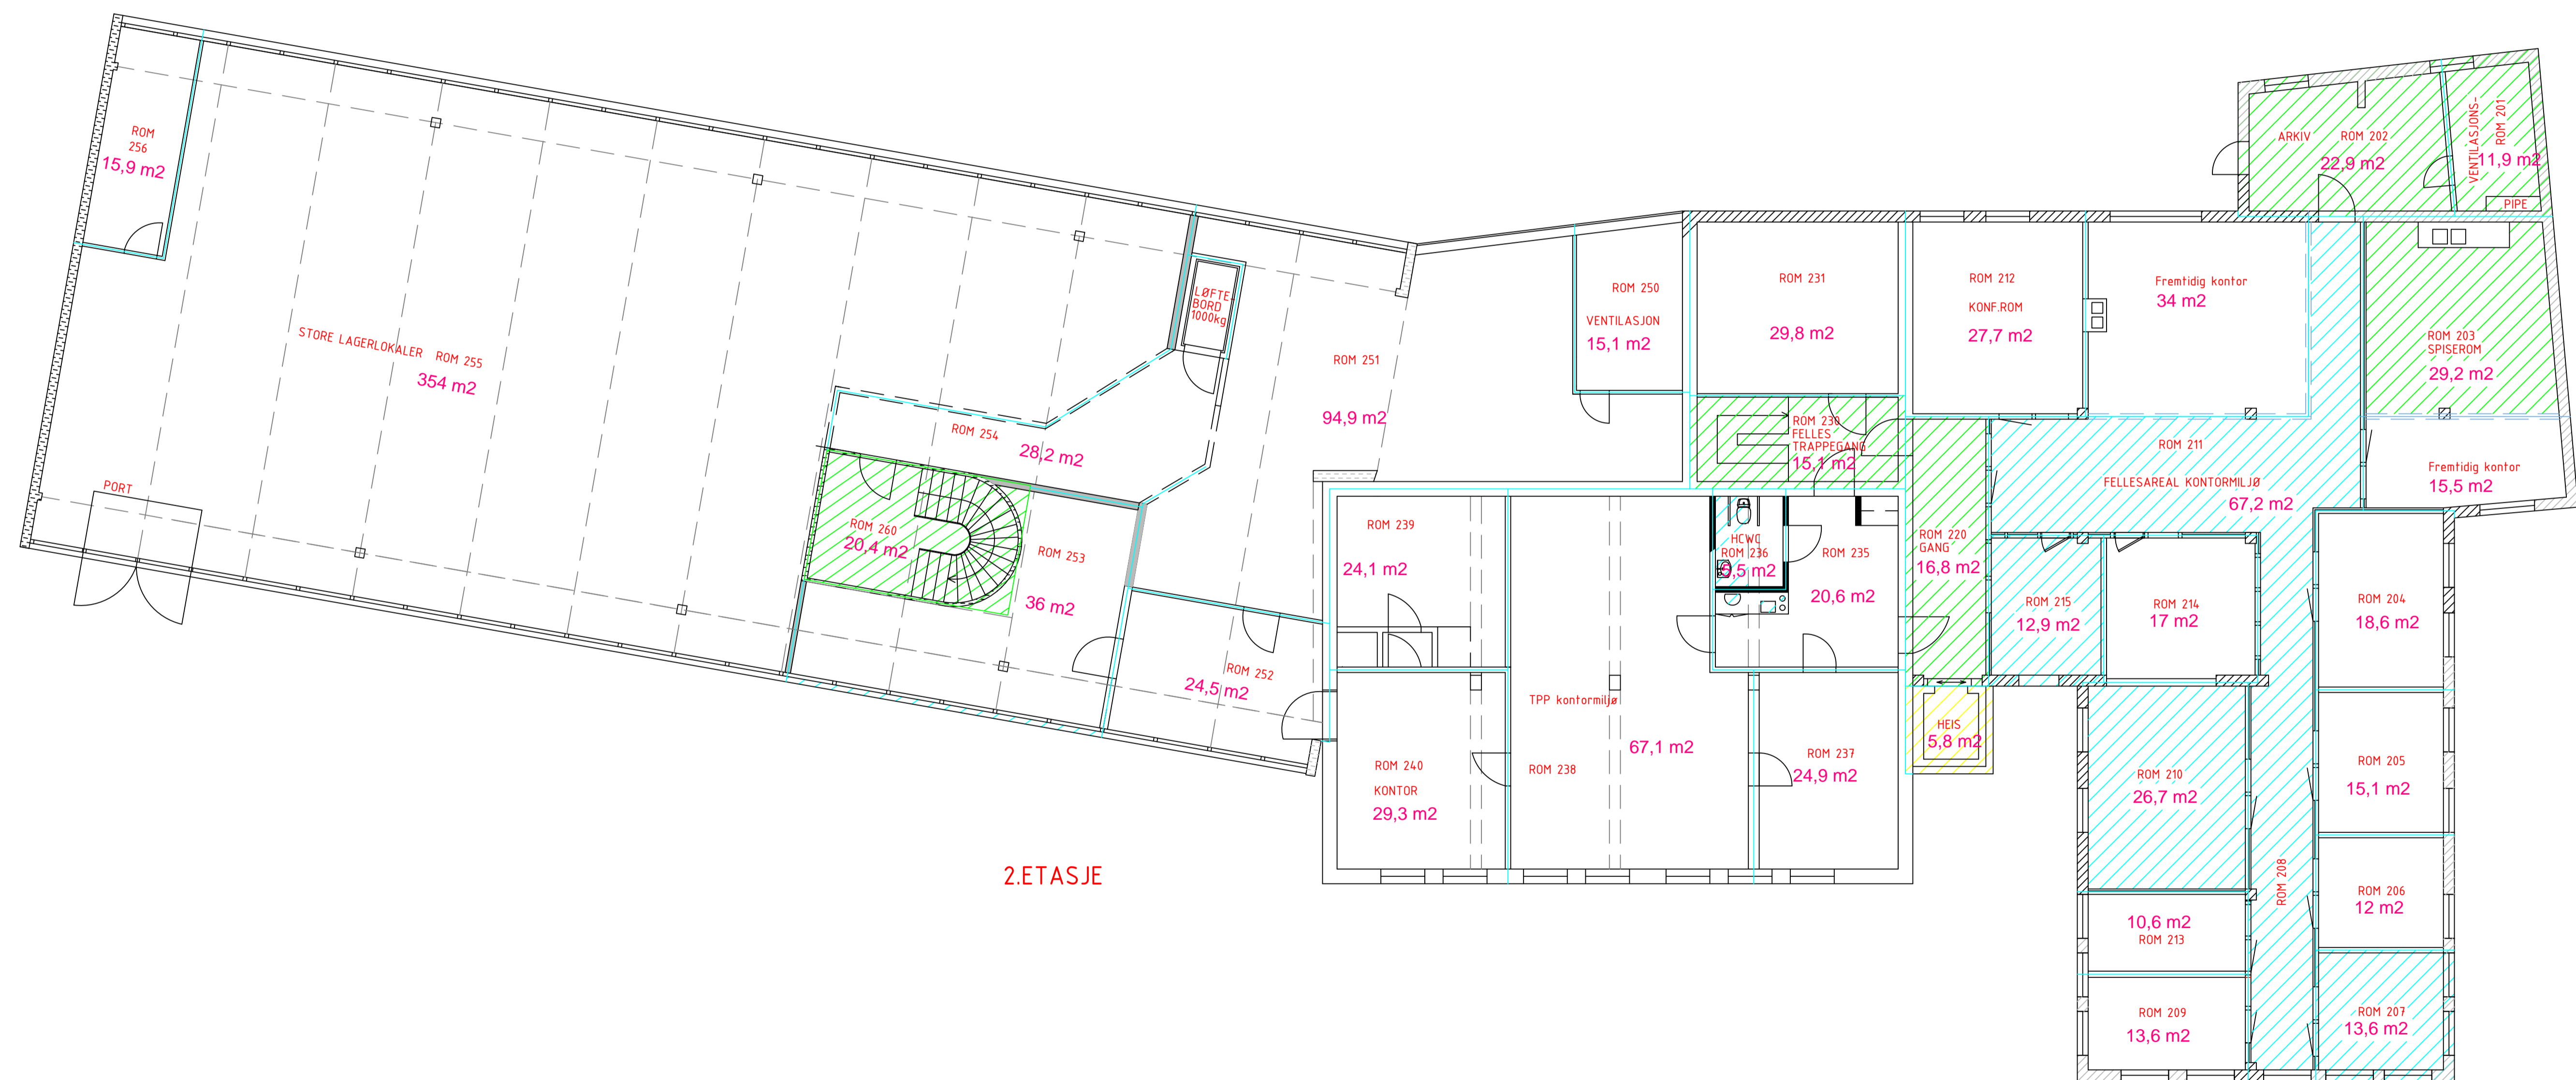 ROM
256
15,9 m2
STORE LAGERLOKALER ROM 255
354 m2
PORT
LØFTE-
BORD
1000kg
ROM 251
94,9 m2
ROM 254
28,2 m2
ROM 260
20,4 m2
ROM 253
36 m2
ROM 252
24,5 m2
ROM 250
VENTILASJON
15,1 m2
ROM 231
29,8 m2
ROM 230
FELLES
TRAPPEGANG
15,1 m2
ROM 212
KONF.ROM
27,7 m2
Fremtidig kontor
34 m2
ARKIV ROM 202
22,9 m2
VENTILASJONS-
ROM 201
11,9 m2
PIPE
ROM 203
SPISEROM
29,2 m2
Fremtidig kontor
15,5 m2
ROM 211
FELLESAREAL KONTORMILJØ
67,2 m2
ROM 239
24,1 m2
HCWC
ROM 236
5,5 m2
ROM 235
20,6 m2
ROM 220
GANG
16,8 m2
ROM 215
12,9 m2
ROM 214
17 m2
ROM 204
18,6 m2
TPP kontormiljø
67,1 m2
ROM 238
ROM 240
KONTOR
29,3 m2
ROM 237
24,9 m2
HEIS
5,8 m2
ROM 210
26,7 m2
ROM 205
15,1 m2
ROM 208
ROM 206
12 m2
10,6 m2
ROM 213
ROM 209
13,6 m2
ROM 207
13,6 m2
2.ETASJE